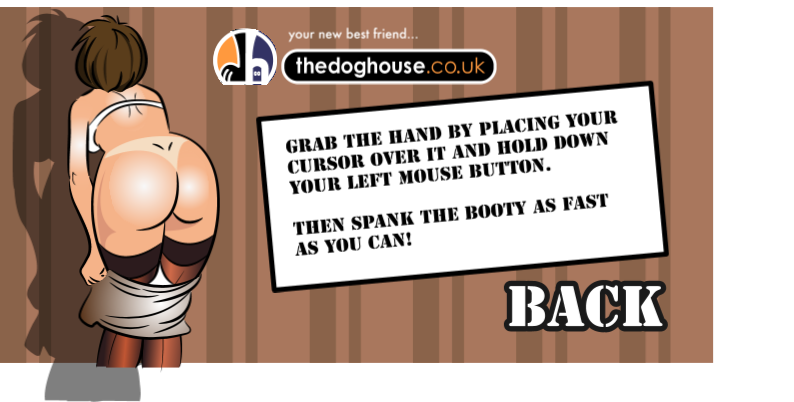 your new best friend...
thedoghouse.co.uk
GRAB THE HAND BY PLACING YOUR
CURSOR OVER IT AND HOLD DOWN
YOUR LEFT MOUSE BUTTON.
THEN SPANK THE BOOTY AS FAST
AS YOU CAN!
BACK